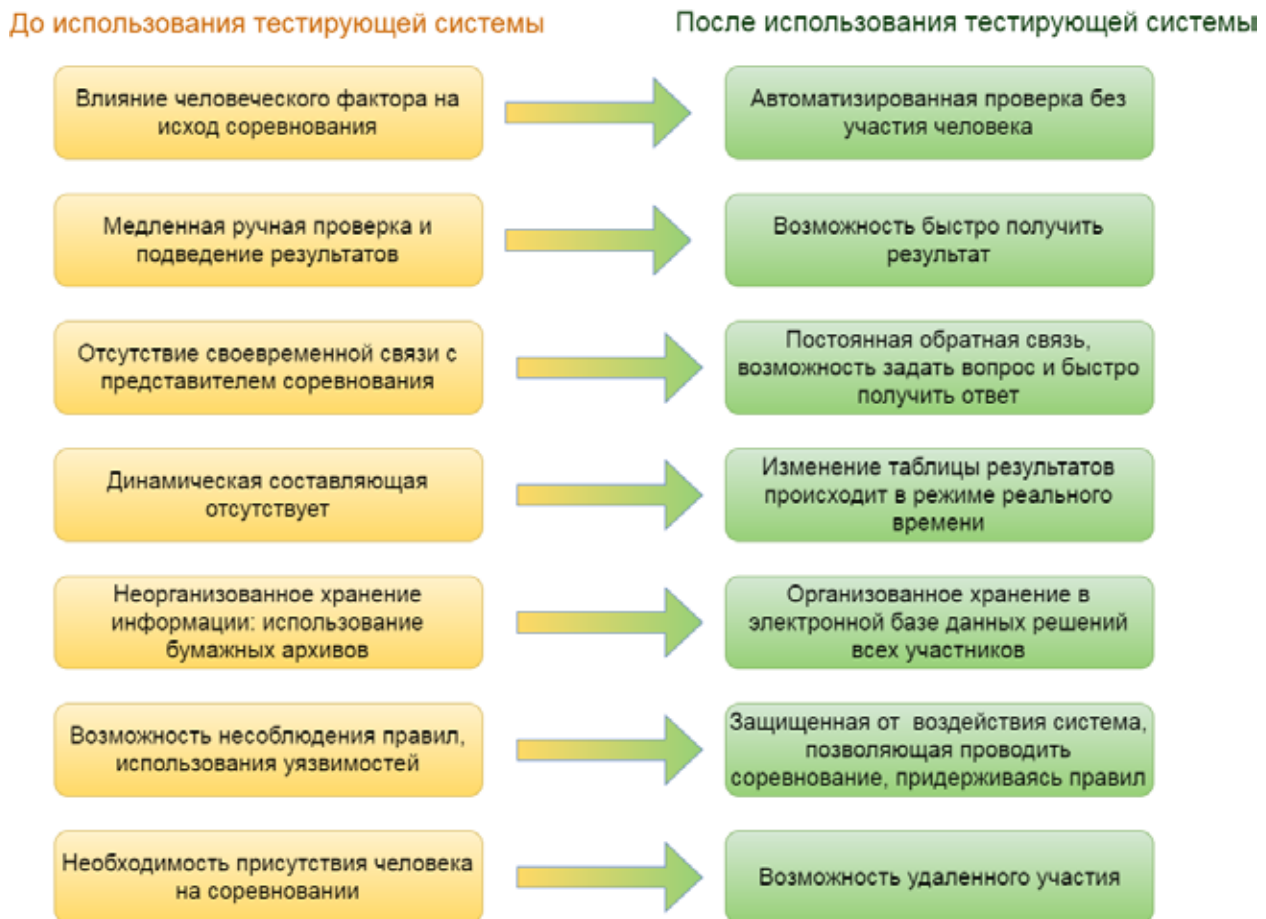 До использования тестирующей системы
После использования тестирующей системы
Влияние человеческого фактора на
исход соревнования
Автоматизированная проверка без
участия человека
Медленная ручная проверка и
подведение результатов
Возможность быстро получить
результат
Отсутствие своевременной связи с
представителем соревнования
Постоянная обратная связь,
возможность задать вопрос и быстро
получить ответ
Динамическая составляющая
отсутствует
Изменение таблицы результатов
происходит в режиме реального
времени
Неорганизованное хранение
информации: использование
бумажных архивов
Организованное хранение в
электронной базе данных решений
всех участников
Возможность несоблюдения правил,
использования уязвимостей
Защищенная от воздействия система,
позволяющая проводить
соревнование, придерживаясь правил
Необходимость присутствия человека
на соревновании
Возможность удаленного участия